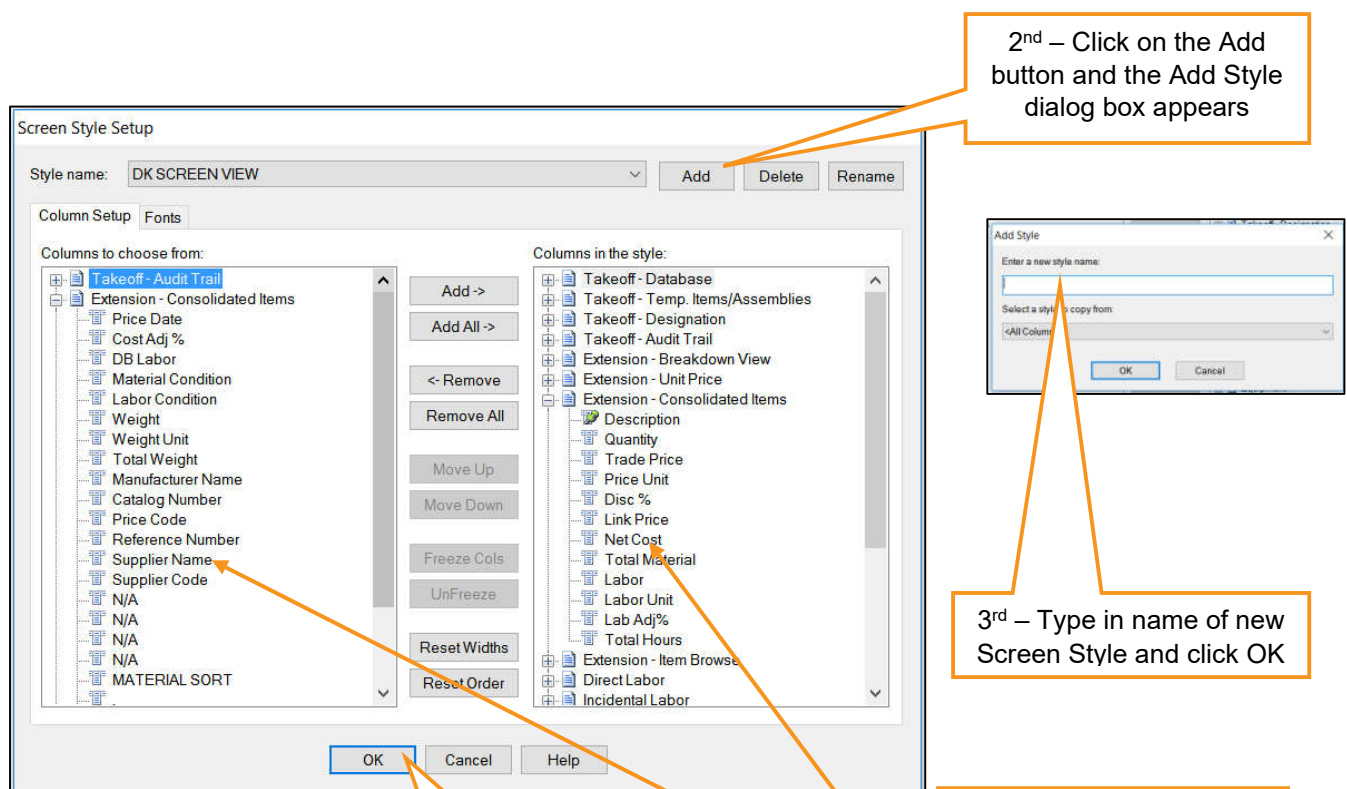 2nd – Click on the Add
button and the Add Style
dialog box appears
Screen Style Setup
Style name: DK SCREEN VIEW Add Delete Rename
Column Setup Fonts
Columns to choose from:
Takeoff - Audit Trail
Extension - Consolidated Items
Price Date
Cost Adj %
DB Labor
Material Condition
Labor Condition
Weight
Weight Unit
Total Weight
Manufacturer Name
Catalog Number
Price Code
Reference Number
Supplier Name
Supplier Code
N/A
N/A
N/A
N/A
MATERIAL SORT
.
Add ->
Add All ->
<- Remove
Remove All
Move Up
Move Down
Freeze Cols
UnFreeze
Reset Widths
Reset Order
Columns in the style:
Takeoff - Database
Takeoff - Temp. Items/Assemblies
Takeoff - Designation
Takeoff - Audit Trail
Extension - Breakdown View
Extension - Unit Price
Extension - Consolidated Items
Description
Quantity
Trade Price
Price Unit
Disc %
Link Price
Net Cost
Total Material
Labor
Labor Unit
Lab Adj%
Total Hours
Extension - Item Browse
Direct Labor
Incidental Labor
OK Cancel Help
Add Style
Enter a new style name:
Select a style to copy from:
<All Column
OK Cancel
3rd – Type in name of new
Screen Style and click OK